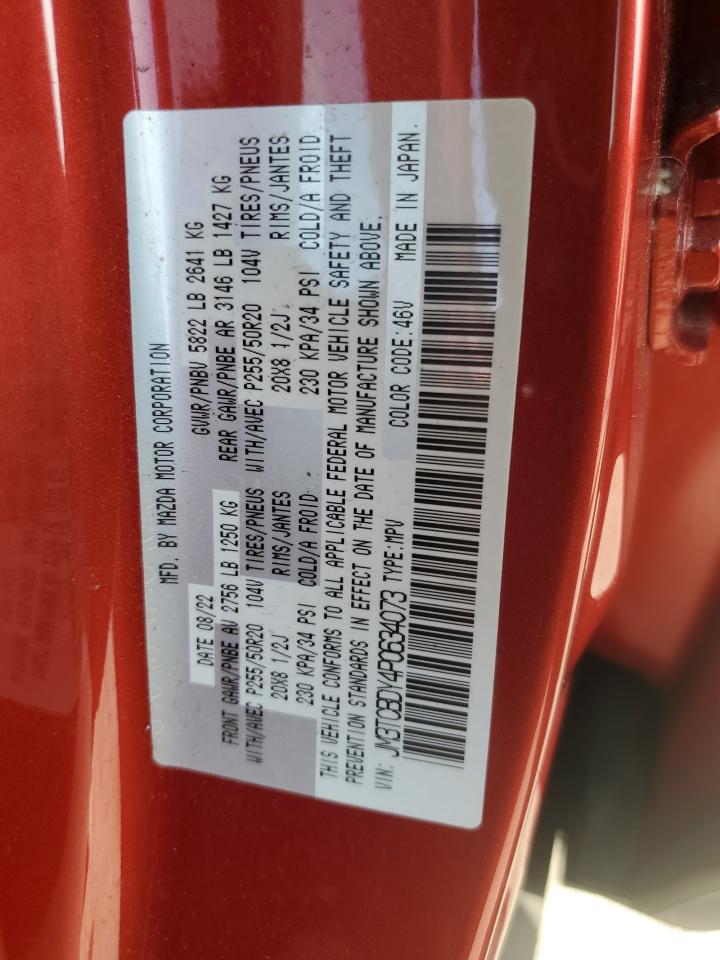 MFD. BY MAZDA MOTOR CORPORATION
DATE 08/22 GVWR/PNBV 5822 LB 2641 KG
FRONT GAWR/PNBE AV 2756 LB 1250 KG REAR GAWR/PNBE AR 3146 LB 1427 KG
WITH/AVEC P255/50R20 104V TIRES/PNEUS WITH/AVEC P255/50R20 104V TIRES/PNEUS
20X8 1/2J RIMS/JANTES 20X8 1/2J RIMS/JANTES
230 KPA/34 PSI COLD/A FROID 230 KPA/34 PSI COLD/A FROID
THIS VEHICLE CONFORMS TO ALL APPLICABLE FEDERAL MOTOR VEHICLE SAFETY AND THEFT
PREVENTION STANDARDS IN EFFECT ON THE DATE OF MANUFACTURE SHOWN ABOVE.
VIN: JM3TCBDY4P0634073 TYPE:MPV COLOR CODE:46V MADE IN JAPAN.